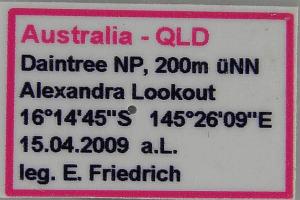 Australia - QLD
Daintree NP, 200m üNN
Alexandra Lookout
16°14'45"S 145°26'09"E
15.04.2009 a.L.
leg. E. Friedrich